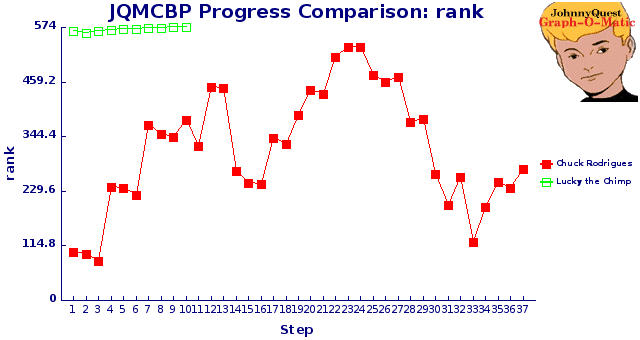 JQMCBP Progress Comparison: rank
JohnnyQuest
Graph-O-Matic
574
459.2
344.4
229.6
114.8
0
rank
Chuck Rodrigues
Lucky the Chimp
1 2 3 4 5 6 7 8 9 10 11 12 13 14 15 16 17 18 19 20 21 22 23 24 25 26 27 28 29 30 31 32 33 34 35 36 37
Step